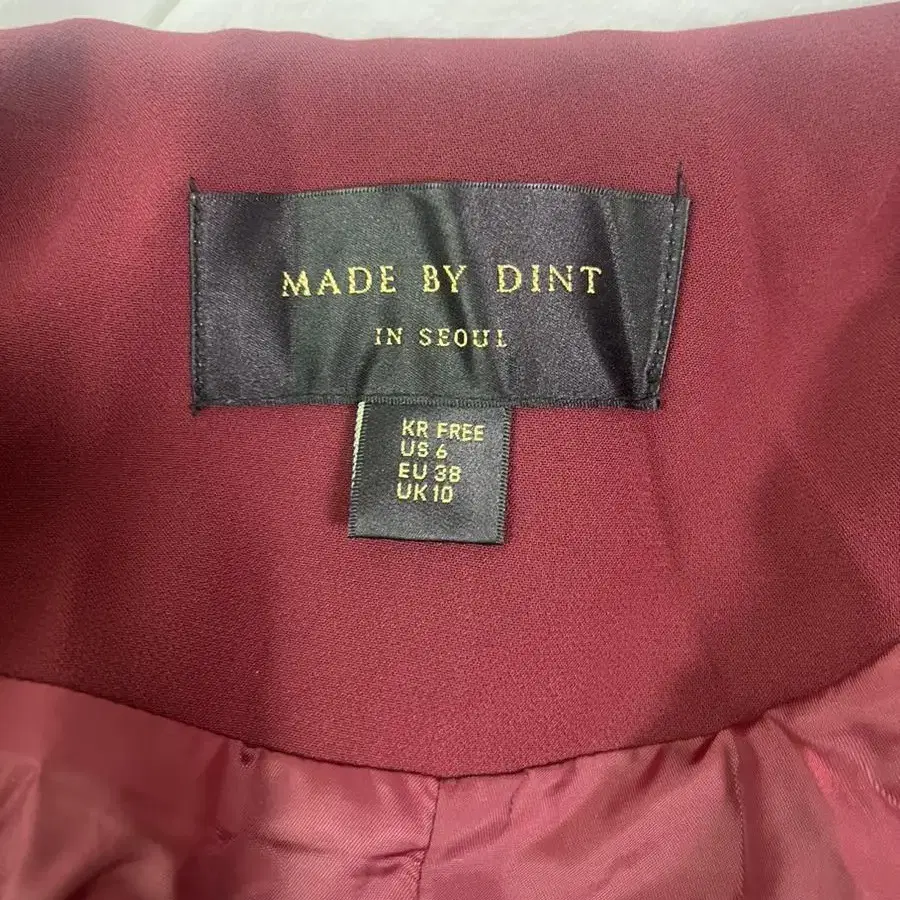 MADE BY DINT
IN SEOUL
KR FREE
US 6
EU 38
UK 10